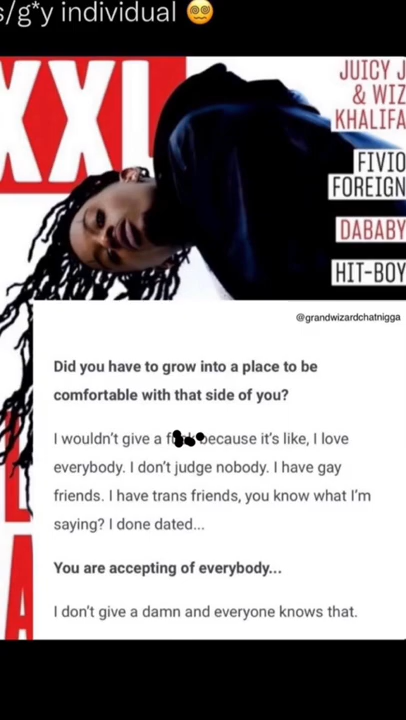 s/g*y individual 😵‍💫
XXL
JUICY J
& WIZ
KHALIFA
FIVIO
FOREIGN
DABABY
HIT-BOY
@grandwizardchatnigga
Did you have to grow into a place to be
comfortable with that side of you?
I wouldn't give a because it's like, I love
everybody. I don't judge nobody. I have gay
friends. I have trans friends, you know what I'm
saying? I done dated...
You are accepting of everybody...
I don't give a damn and everyone knows that.
A